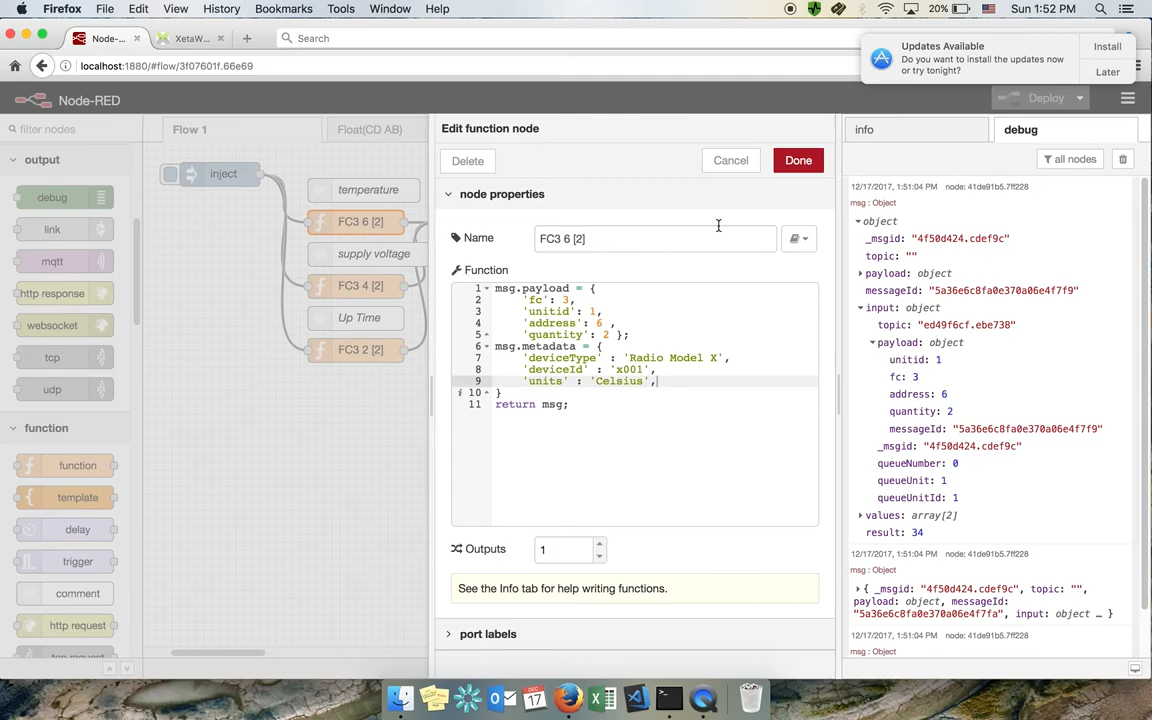 Firefox File Edit View History Bookmarks Tools Window Help 20% Sun 1:52 PM
Node-... XetaW... Search
localhost:1880/#flow/3f07601f.66e69
Updates Available
Do you want to install the updates now
or try tonight?
Install
Later
Node-RED
Deploy
filter nodes
output
debug
link
mqtt
http response
websocket
tcp
udp
function
function
template
delay
trigger
comment
http request
Flow 1
Float(CD AB)
inject
temperature
FC3 6 [2]
supply voltage
FC3 4 [2]
Up Time
FC3 2 [2]
Edit function node
Delete
Cancel
Done
node properties
Name
FC3 6 [2]
Function
1 msg.payload = {
2 'fc': 3,
3 'unitid': 1,
4 'address': 6 ,
5 'quantity': 2 };
6 msg.metadata = {
7 'deviceType' : 'Radio Model X',
8 'deviceId' : 'x001',
9 'units' : 'Celsius',
10 }
11 return msg;
Outputs
1
See the Info tab for help writing functions.
port labels
info
debug
all nodes
12/17/2017, 1:51:04 PM node: 41de91b5.7ff228
msg : Object
object
_msgid: "4f50d424.cdef9c"
topic: ""
payload: object
messageId: "5a36e6c8fa0e370a06e4f7f9"
input: object
topic: "ed49f6cf.ebe738"
payload: object
unitid: 1
fc: 3
address: 6
quantity: 2
messageId: "5a36e6c8fa0e370a06e4f7f9"
_msgid: "4f50d424.cdef9c"
queueNumber: 0
queueUnit: 1
queueUnitId: 1
values: array[2]
result: 34
12/17/2017, 1:51:04 PM node: 41de91b5.7ff228
msg : Object
{ _msgid: "4f50d424.cdef9c", topic: "",
payload: object, messageId:
"5a36e6c8fa0e370a06e4f7fa", input: object … }
12/17/2017, 1:51:04 PM node: 41de91b5.7ff228
msg : Object
DEC
17